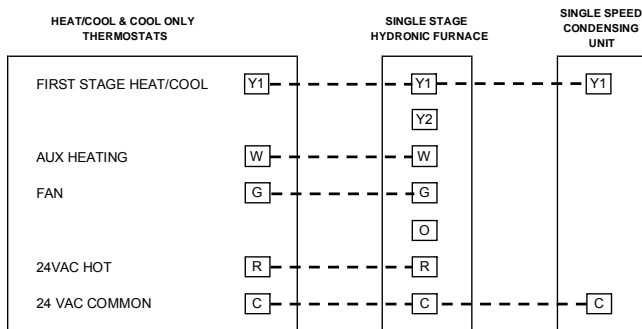 HEAT/COOL & COOL ONLY
THERMOSTATS
SINGLE STAGE
HYDRONIC FURNACE
SINGLE SPEED
CONDENSING
UNIT
FIRST STAGE HEAT/COOL Y1 Y1 Y1
Y2
AUX HEATING W W
FAN G G
O
24VAC HOT R R
24 VAC COMMON C C C